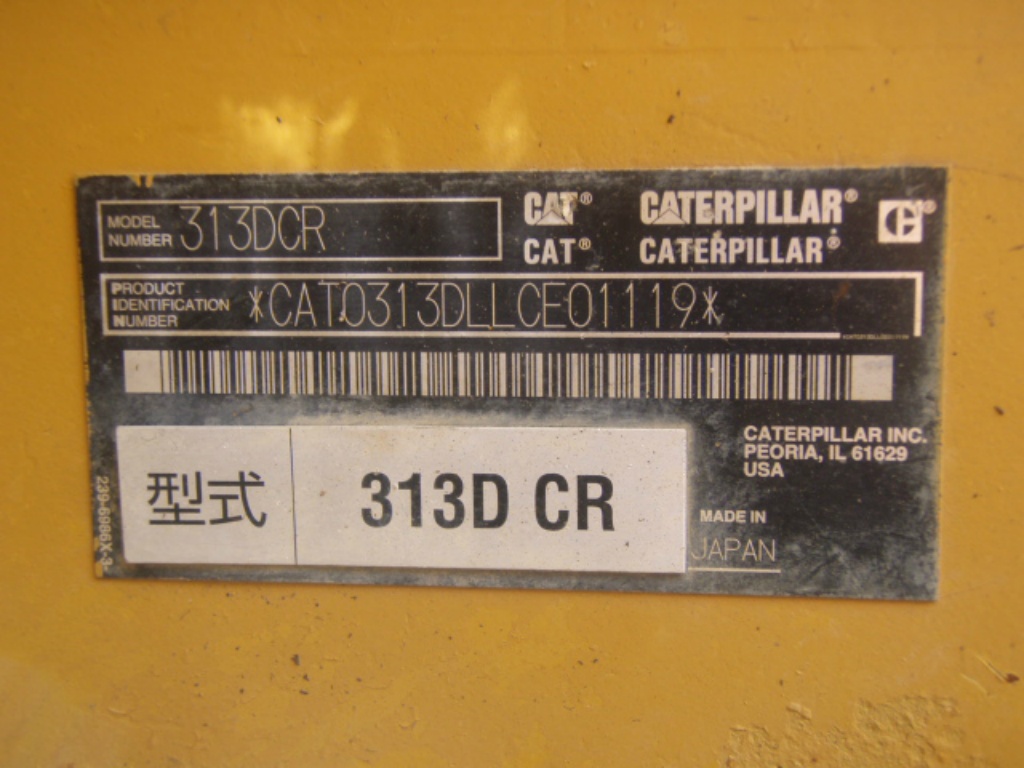 MODEL NUMBER 313DCR
CAT® CATERPILLAR®
CAT® CATERPILLAR®
PRODUCT IDENTIFICATION NUMBER *CAT0313DLLCE01119*
CATERPILLAR INC.
PEORIA, IL 61629
USA
型式 313D CR
MADE IN
JAPAN